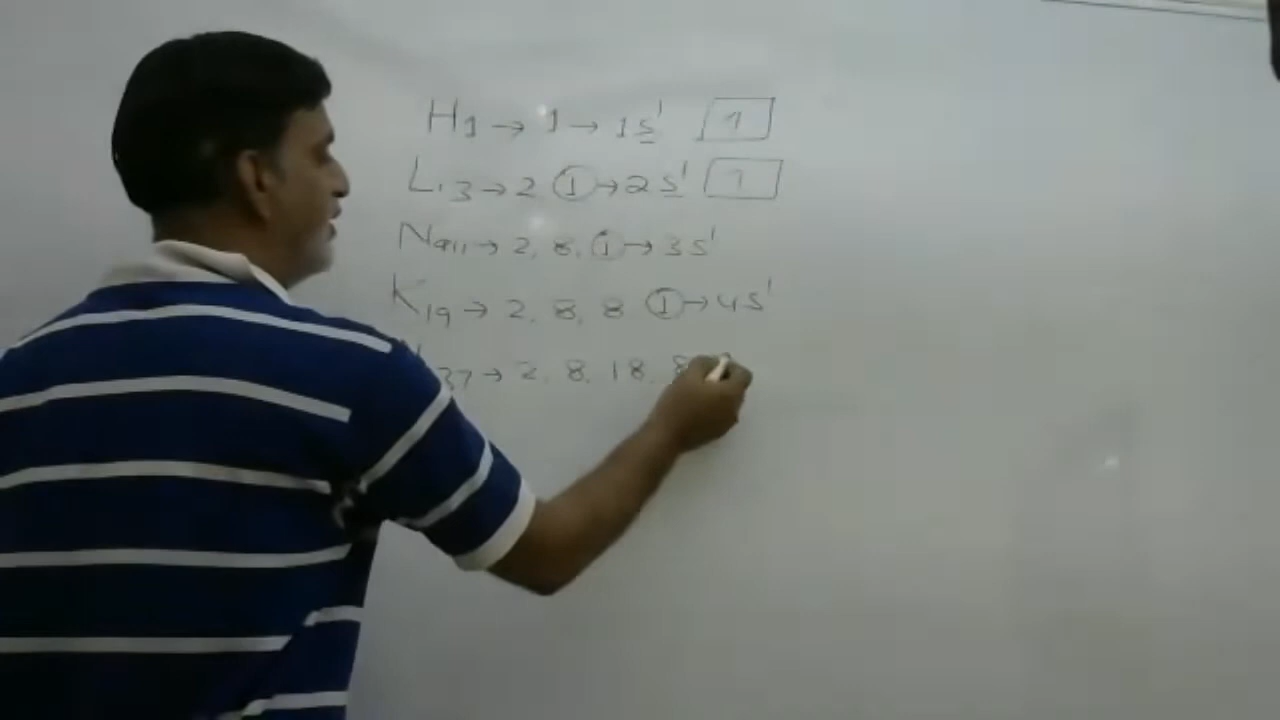 H1 → 1 → 1s¹ 1
Li3 → 2 1 → 2s¹ 1
Na11 → 2, 8, 1 → 3s¹
K19 → 2, 8, 8 1 → 4s¹
37 → 2, 8, 18, 8